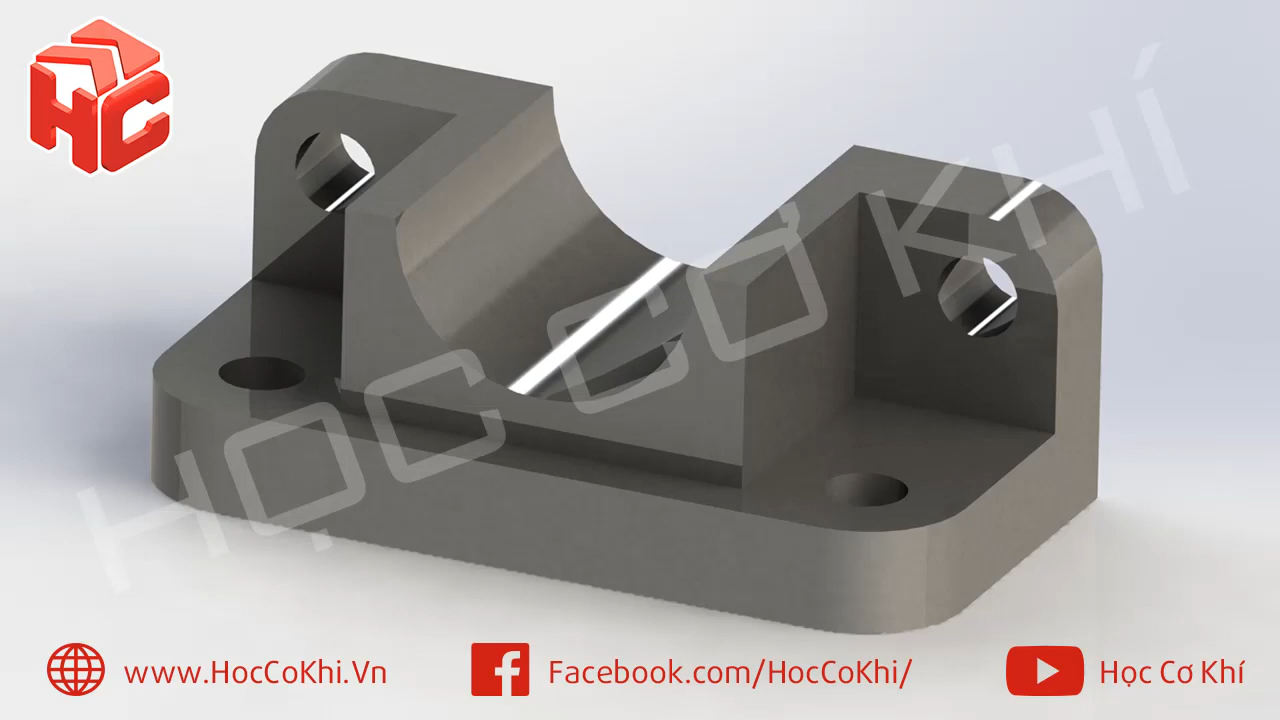 HC
HỌC CƠ KHÍ
www.HocCoKhi.Vn
Facebook.com/HocCoKhi/
Học Cơ Khí